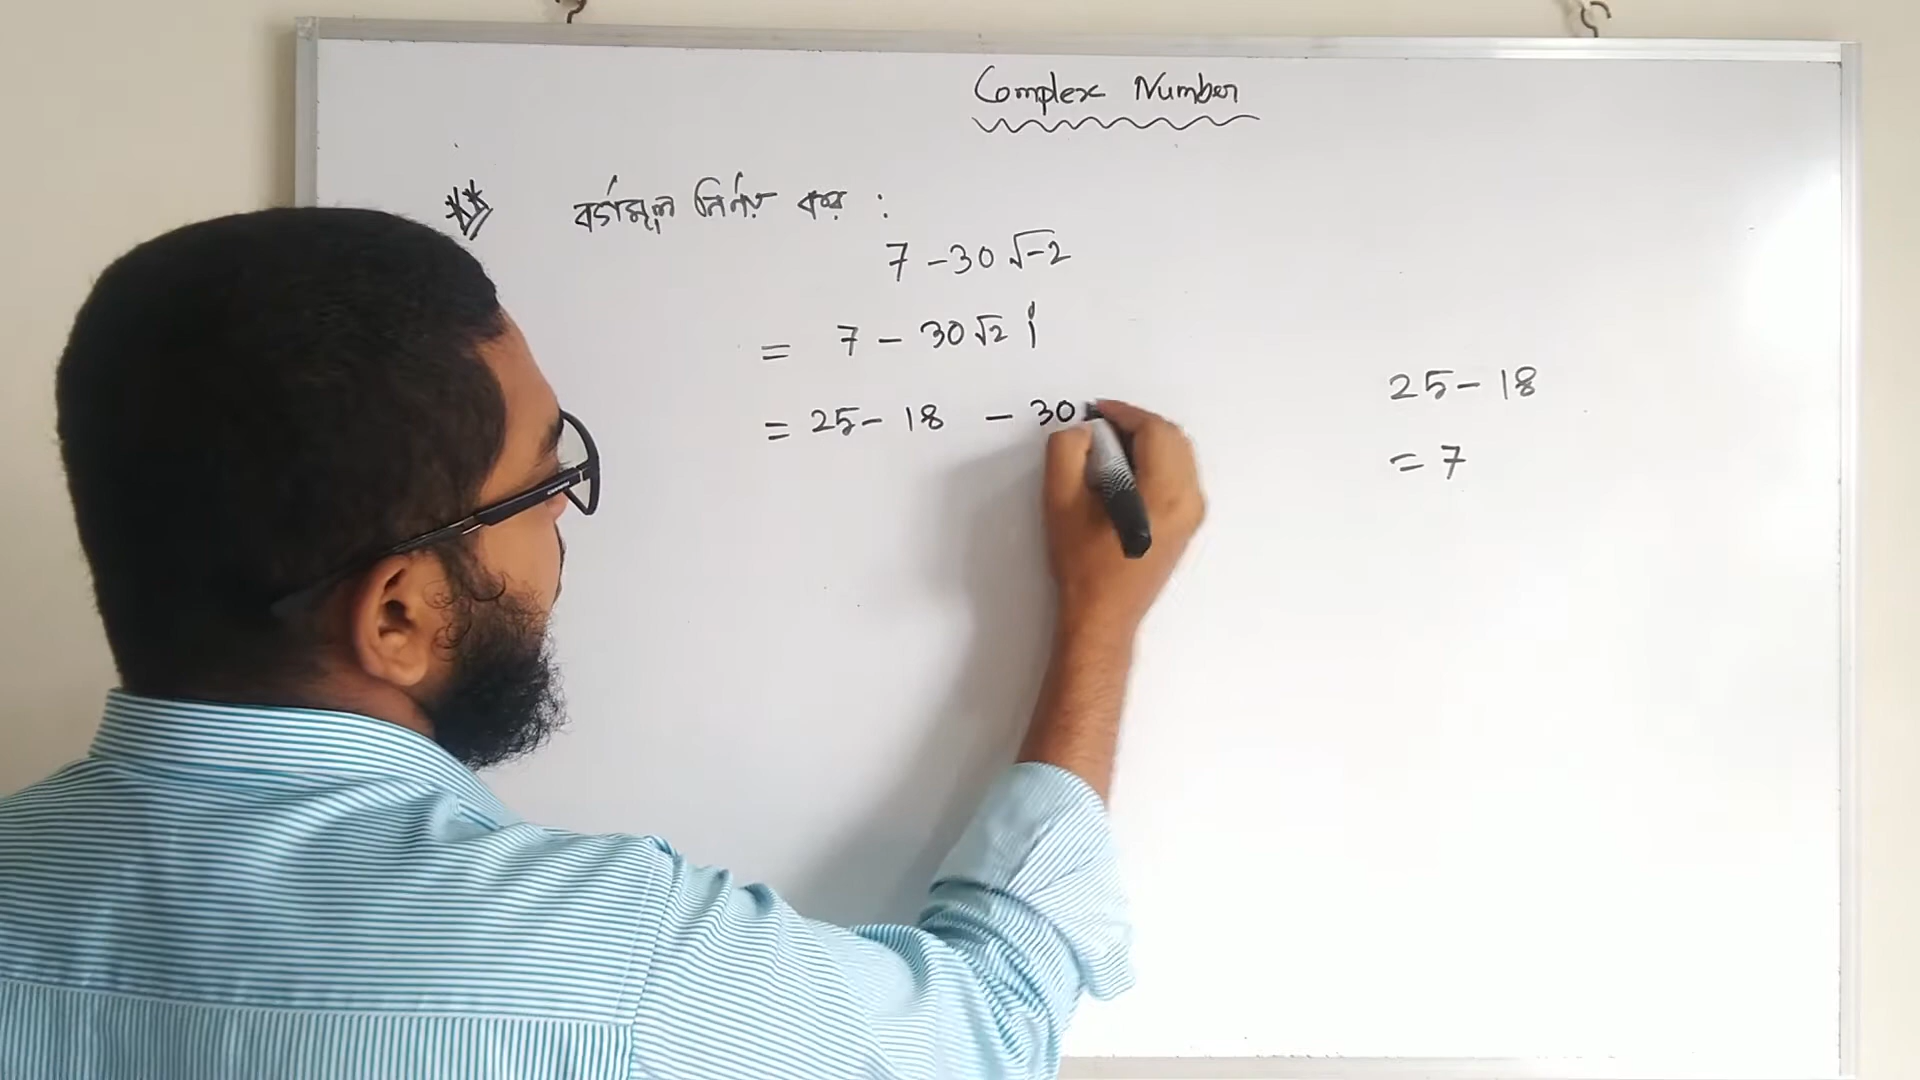 Complex Number
** বর্গমূল নির্ণয় কর :
7 - 30 √-2
= 7 - 30 √2 i
= 25 - 18 - 30
25 - 18
= 7